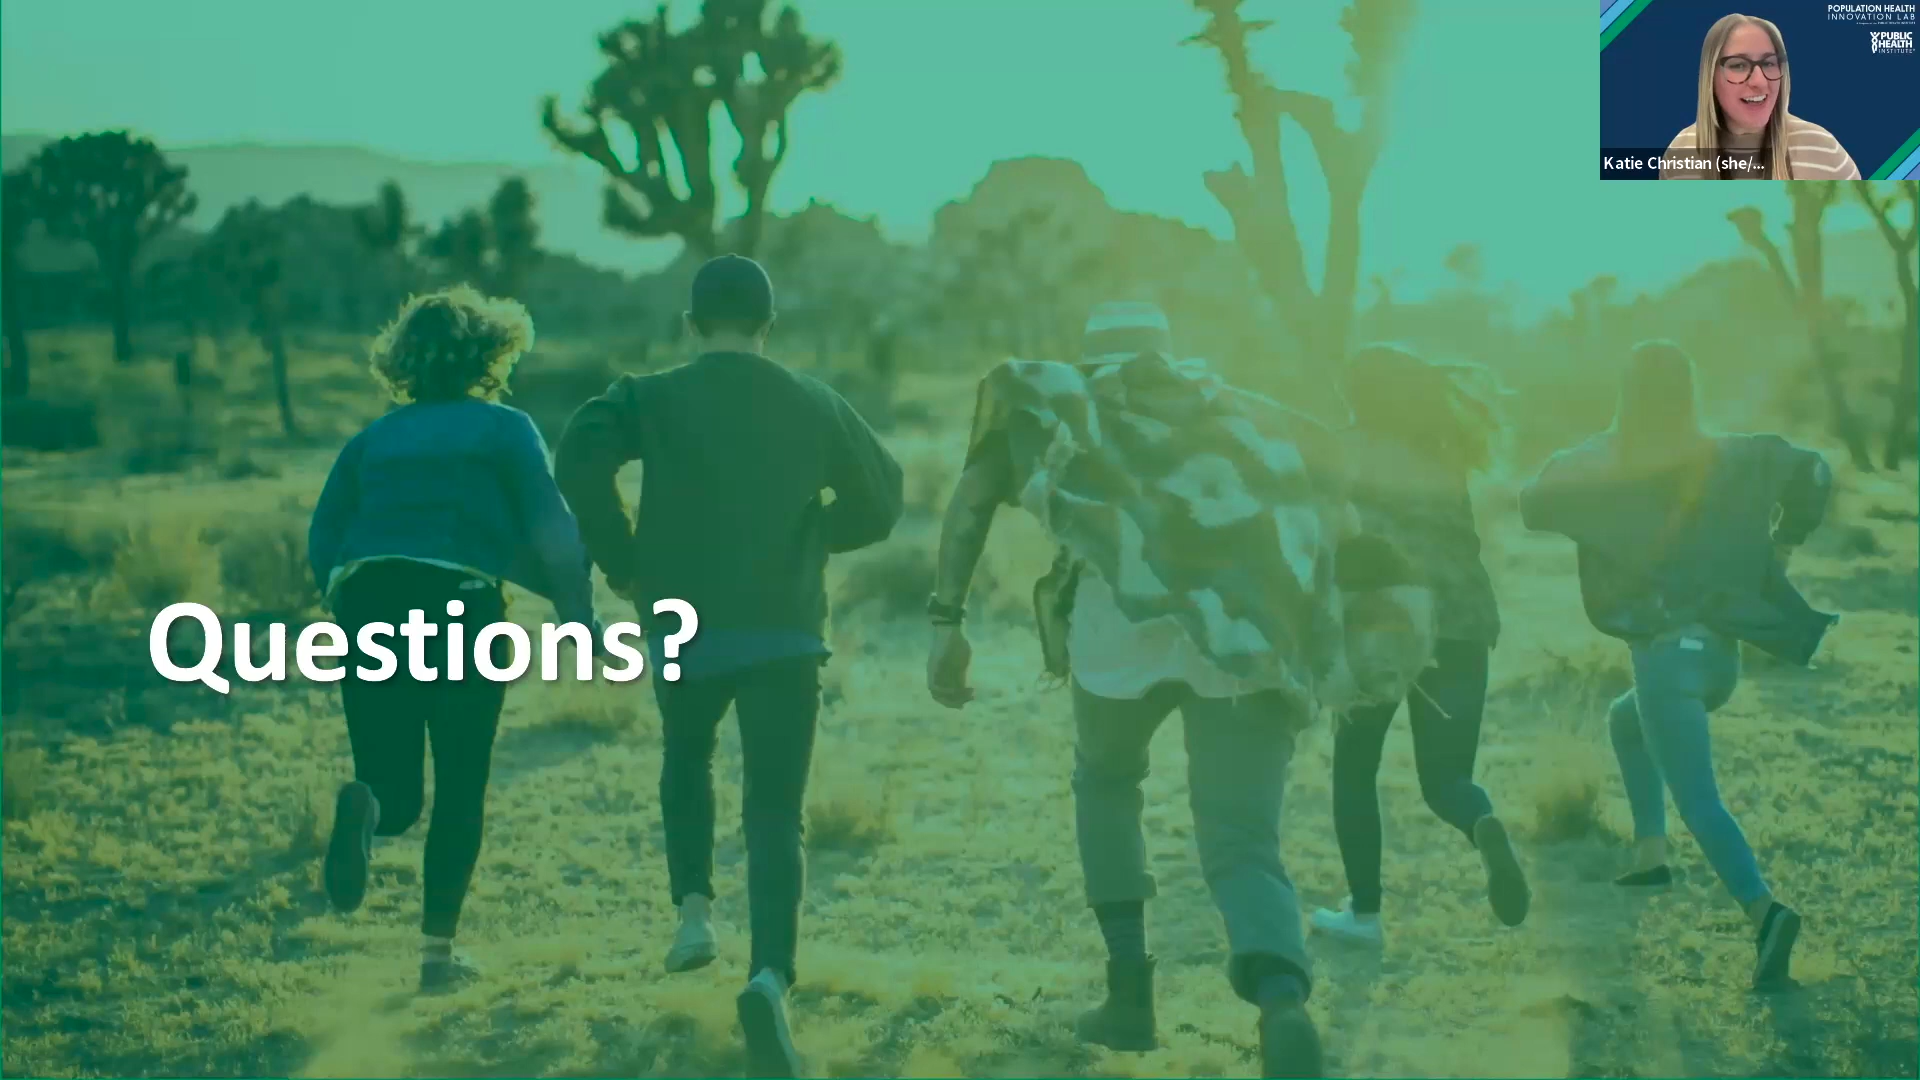 Questions?
POPULATION HEALTH
INNOVATION LAB
PUBLIC
HEALTH
INSTITUTE
Katie Christian (she/...